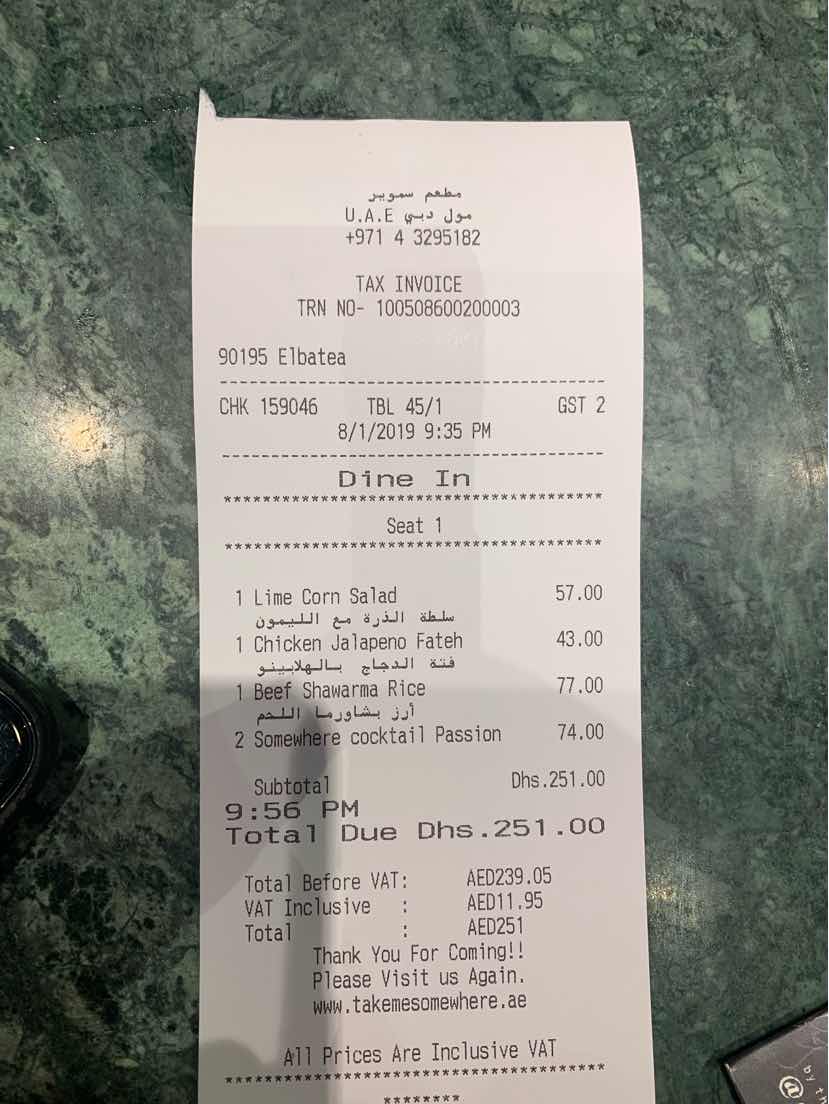 مطعم سموير
U.A.E مول دبي
+971 4 3295182
TAX INVOICE
TRN NO- 100508600200003
90195 Elbatea
--------------------------------------
CHK 159046 TBL 45/1 GST 2
8/1/2019 9:35 PM
--------------------------------------
Dine In
**************************************
Seat 1
**************************************
1 Lime Corn Salad 57.00
سلطة الذرة مع الليمون
1 Chicken Jalapeno Fateh 43.00
فتة الدجاج بالهلابينو
1 Beef Shawarma Rice 77.00
أرز بشاورما اللحم
2 Somewhere cocktail Passion 74.00
Subtotal Dhs.251.00
9:56 PM
Total Due Dhs.251.00
Total Before VAT: AED239.05
VAT Inclusive : AED11.95
Total : AED251
Thank You For Coming!!
Please Visit us Again.
www.takemesomewhere.ae
All Prices Are Inclusive VAT
**************************************
********
by th
@